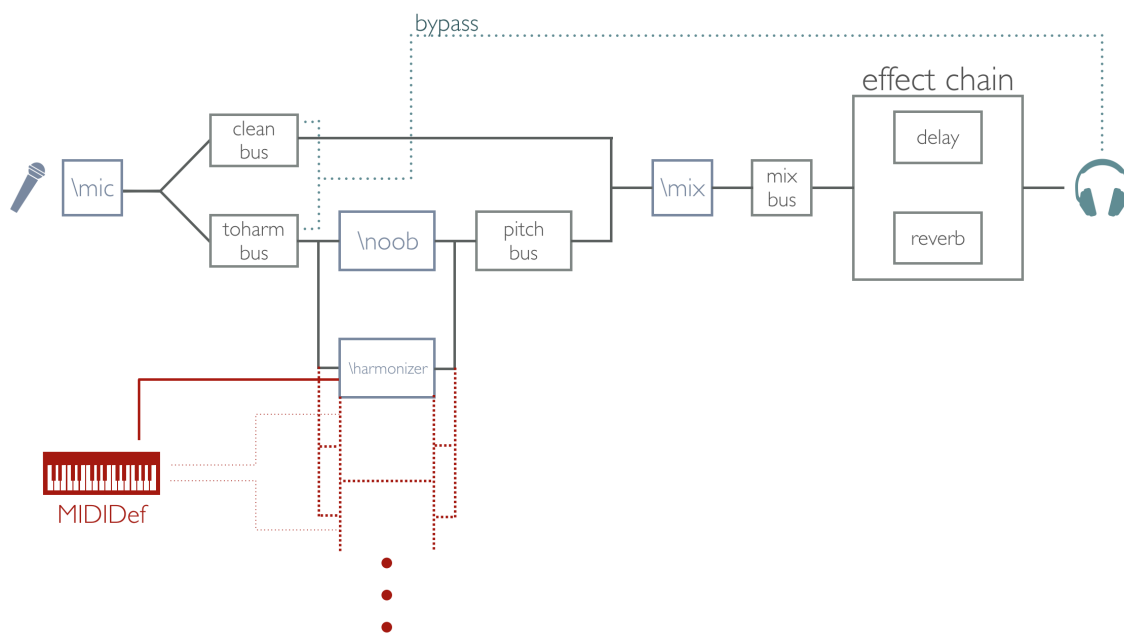 bypass
effect chain
clean
bus
delay
\mic
\mix
mix
bus
toharm
bus
\noob
pitch
bus
reverb
\harmonizer
MIDIDef